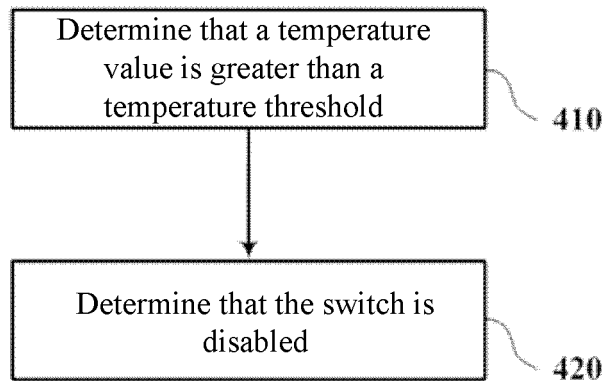 Determine that a temperature
value is greater than a
temperature threshold
410
Determine that the switch is
disabled
420